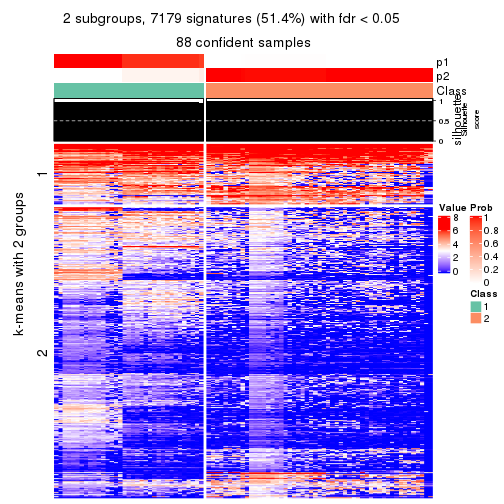 2 subgroups, 7179 signatures (51.4%) with fdr < 0.05
88 confident samples
p1
p2
Class
silhouette
Silhouette
score
1
0.5
0
k-means with 2 groups
1
2
Value
8
6
4
2
0
Prob
1
0.8
0.6
0.4
0.2
0
Class
1
2